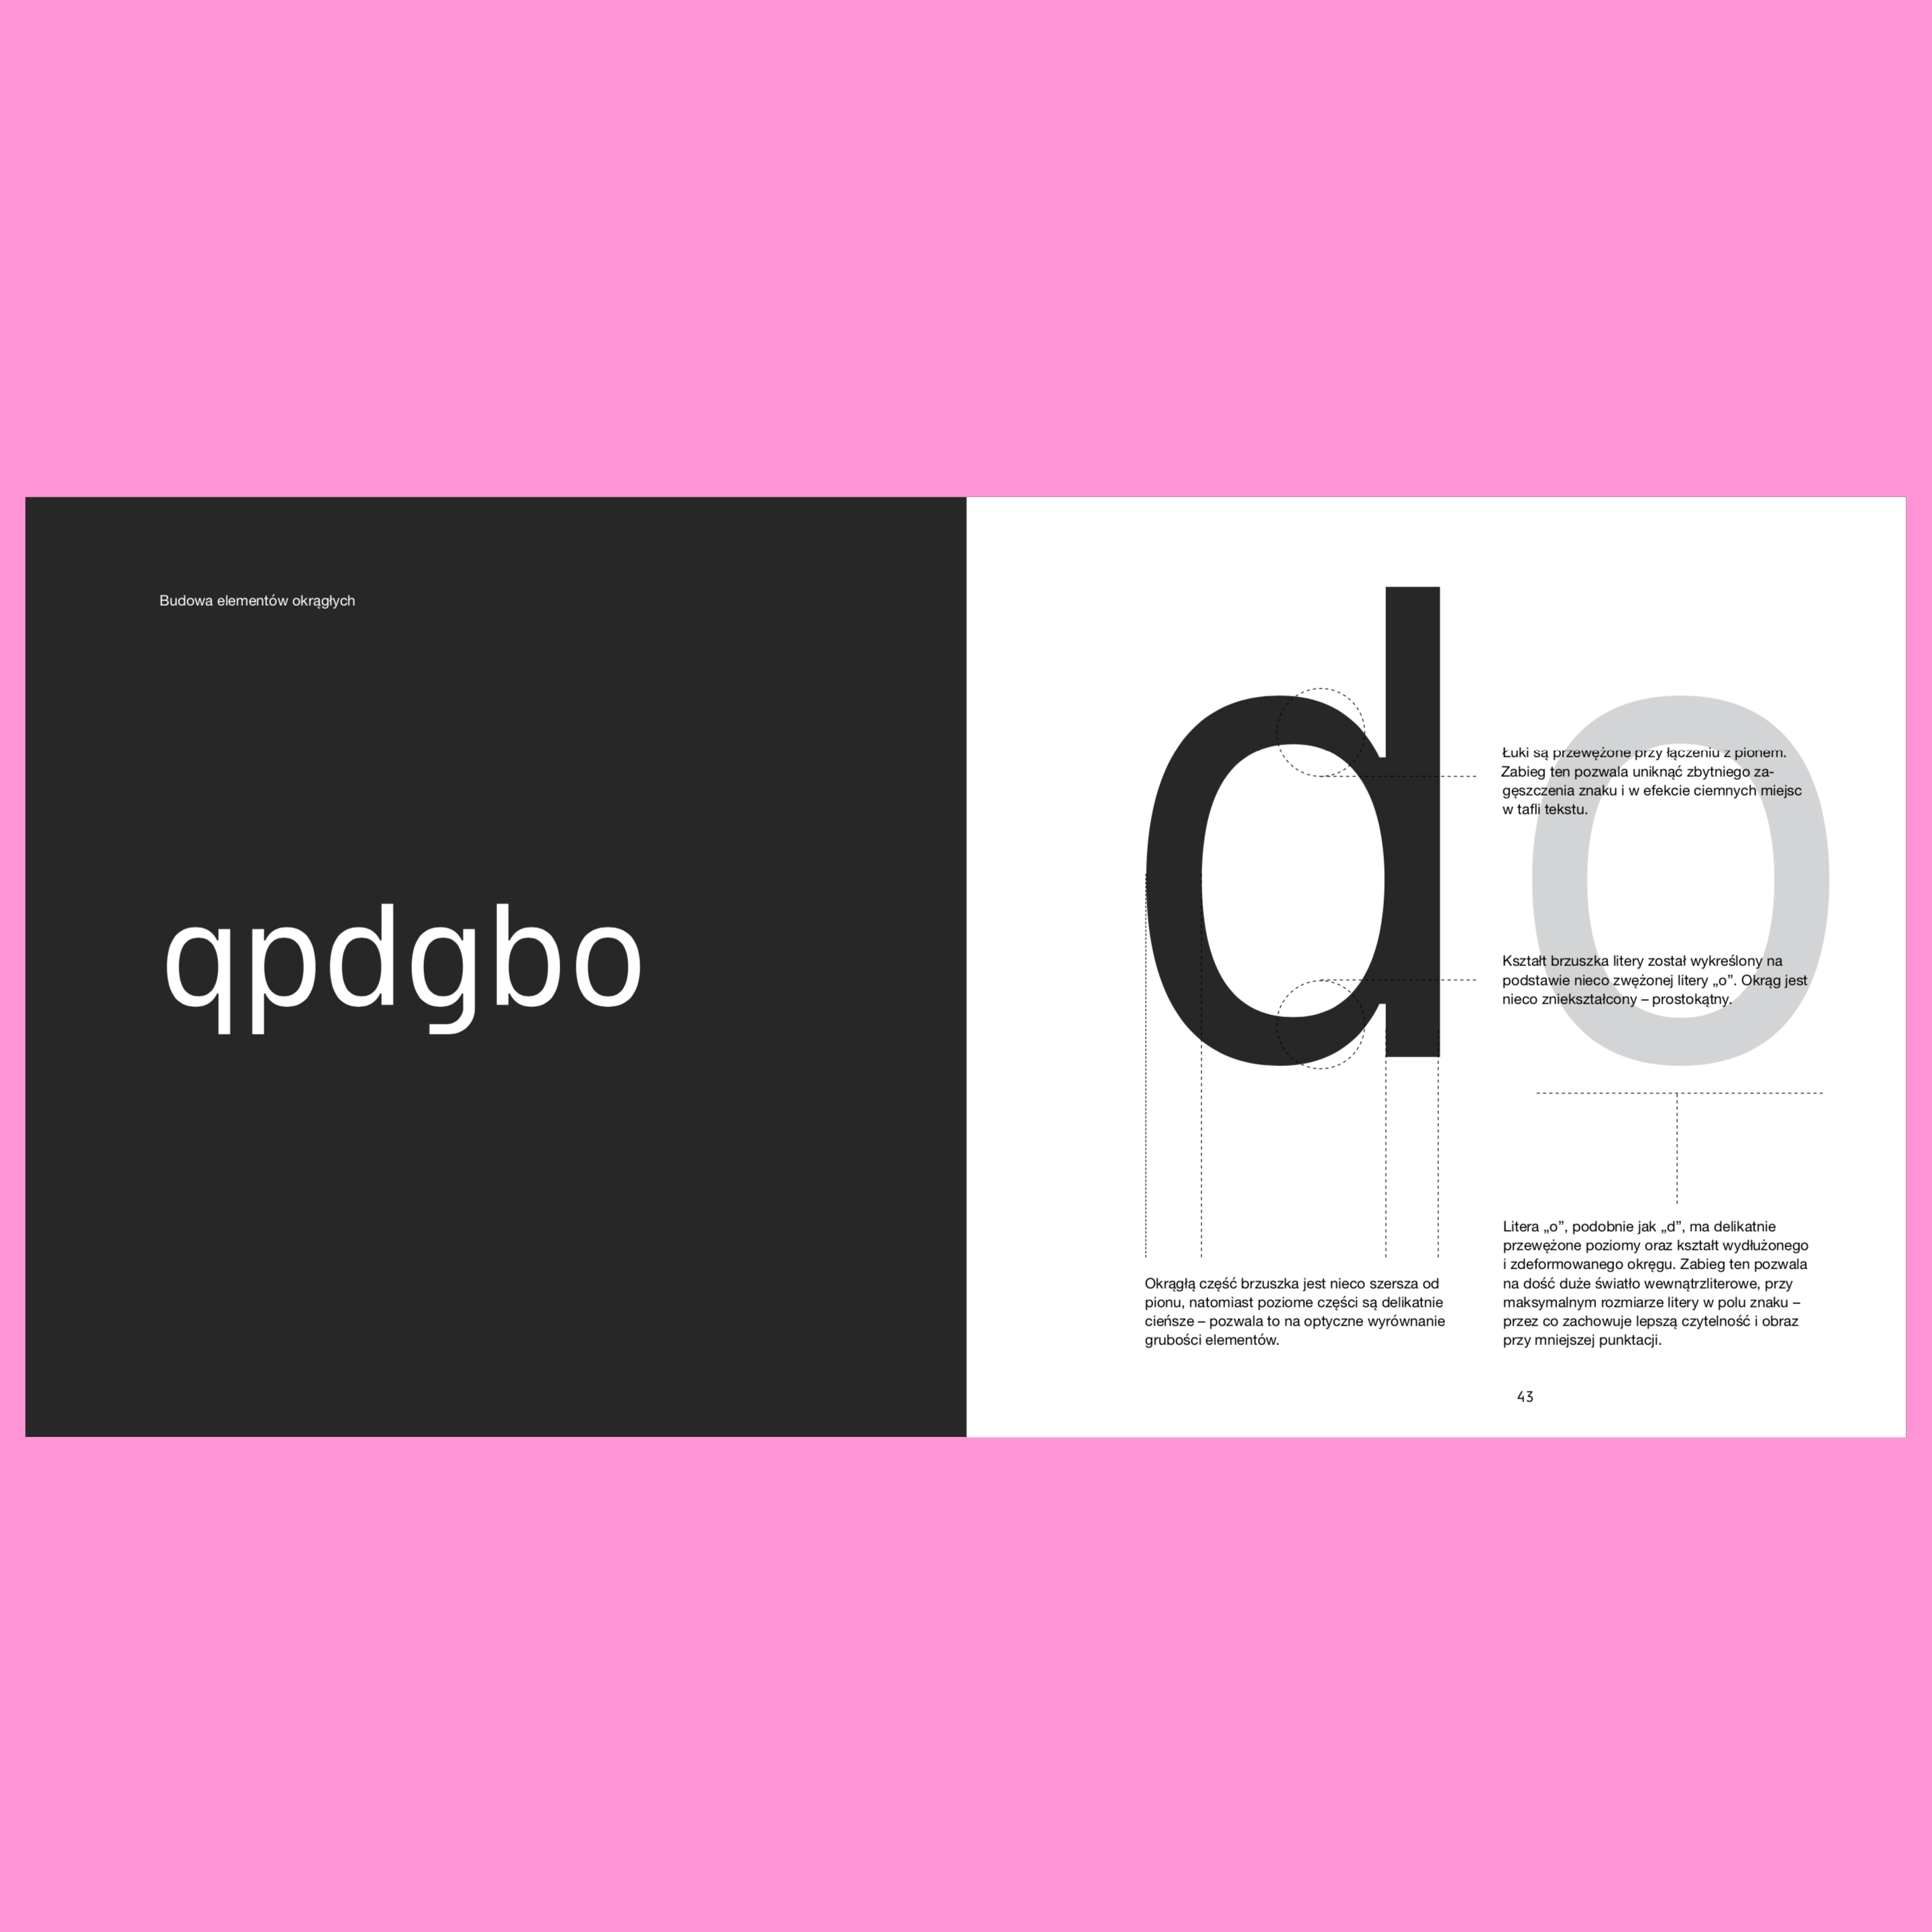 Budowa elementów okrągłych
qpdgbo
do
Łuki są przewężone przy łączeniu z pionem.
Zabieg ten pozwala uniknąć zbytniego za-
gęszczenia znaku i w efekcie ciemnych miejsc
w tafli tekstu.
Kształt brzuszka litery został wykreślony na
podstawie nieco zwężonej litery „o”. Okrąg jest
nieco zniekształcony – prostokątny.
Okrągłą część brzuszka jest nieco szersza od
pionu, natomiast poziome części są delikatnie
cieńsze – pozwala to na optyczne wyrównanie
grubości elementów.
Litera „o”, podobnie jak „d”, ma delikatnie
przewężone poziomy oraz kształt wydłużonego
i zdeformowanego okręgu. Zabieg ten pozwala
na dość duże światło wewnątrzliterowe, przy
maksymalnym rozmiarze litery w polu znaku –
przez co zachowuje lepszą czytelność i obraz
przy mniejszej punktacji.
43